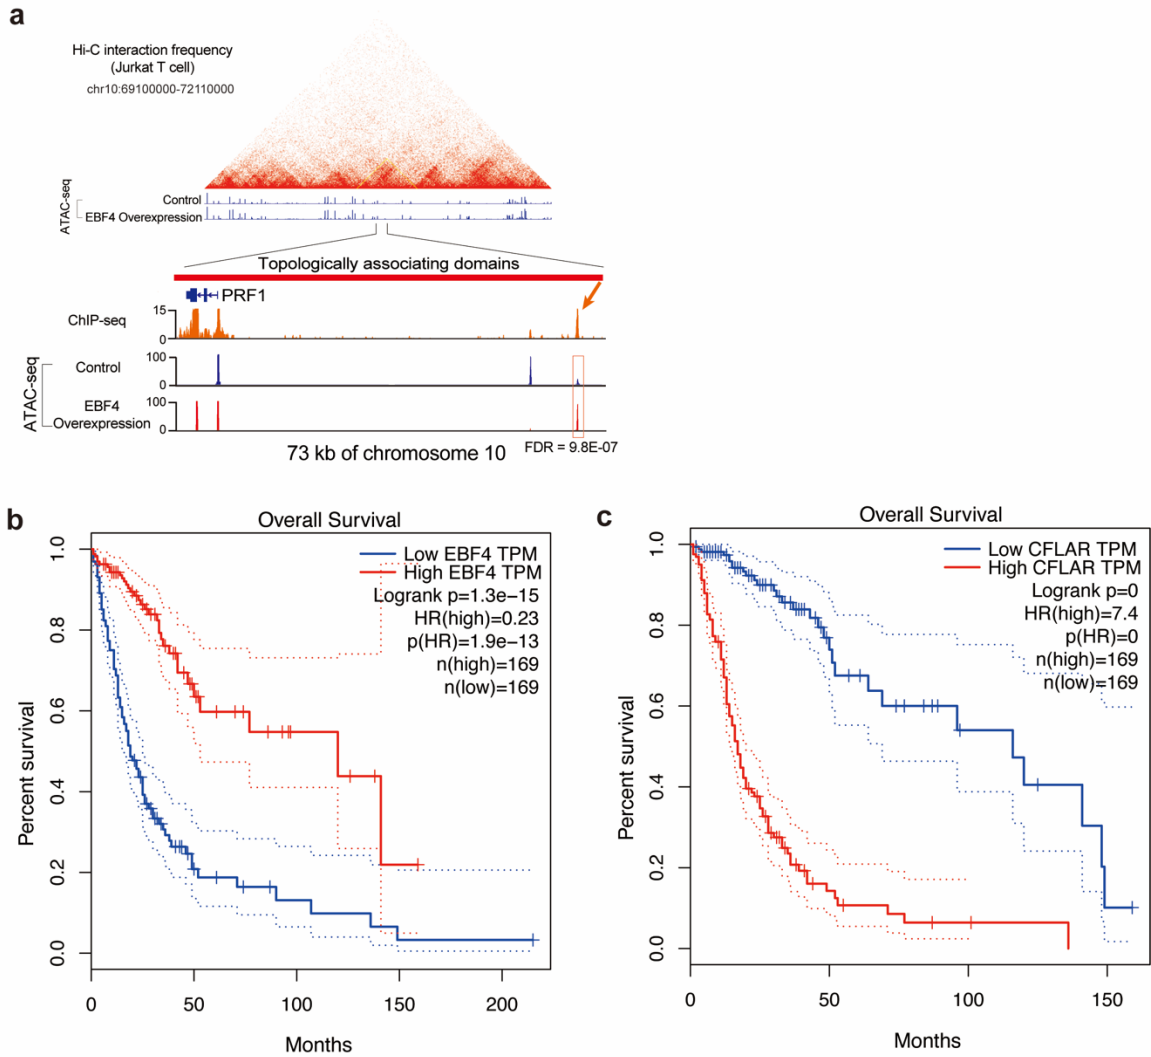 a
Hi-C interaction frequency
(Jurkat T cell)
chr10:69100000-72110000
ATAC-seq
Control
EBF4 Overexpression
Topologically associating domains
PRF1
ChIP-seq
15
0
ATAC-seq
Control
100
0
EBF4
Overexpression
100
0
73 kb of chromosome 10
FDR = 9.8E-07
b
Overall Survival
Low EBF4 TPM
High EBF4 TPM
Logrank p=1.3e−15
HR(high)=0.23
p(HR)=1.9e−13
n(high)=169
n(low)=169
Percent survival
1.0
0.8
0.6
0.4
0.2
0.0
0 50 100 150 200
Months
c
Overall Survival
Low CFLAR TPM
High CFLAR TPM
Logrank p=0
HR(high)=7.4
p(HR)=0
n(high)=169
n(low)=169
Percent survival
1.0
0.8
0.6
0.4
0.2
0.0
0 50 100 150
Months